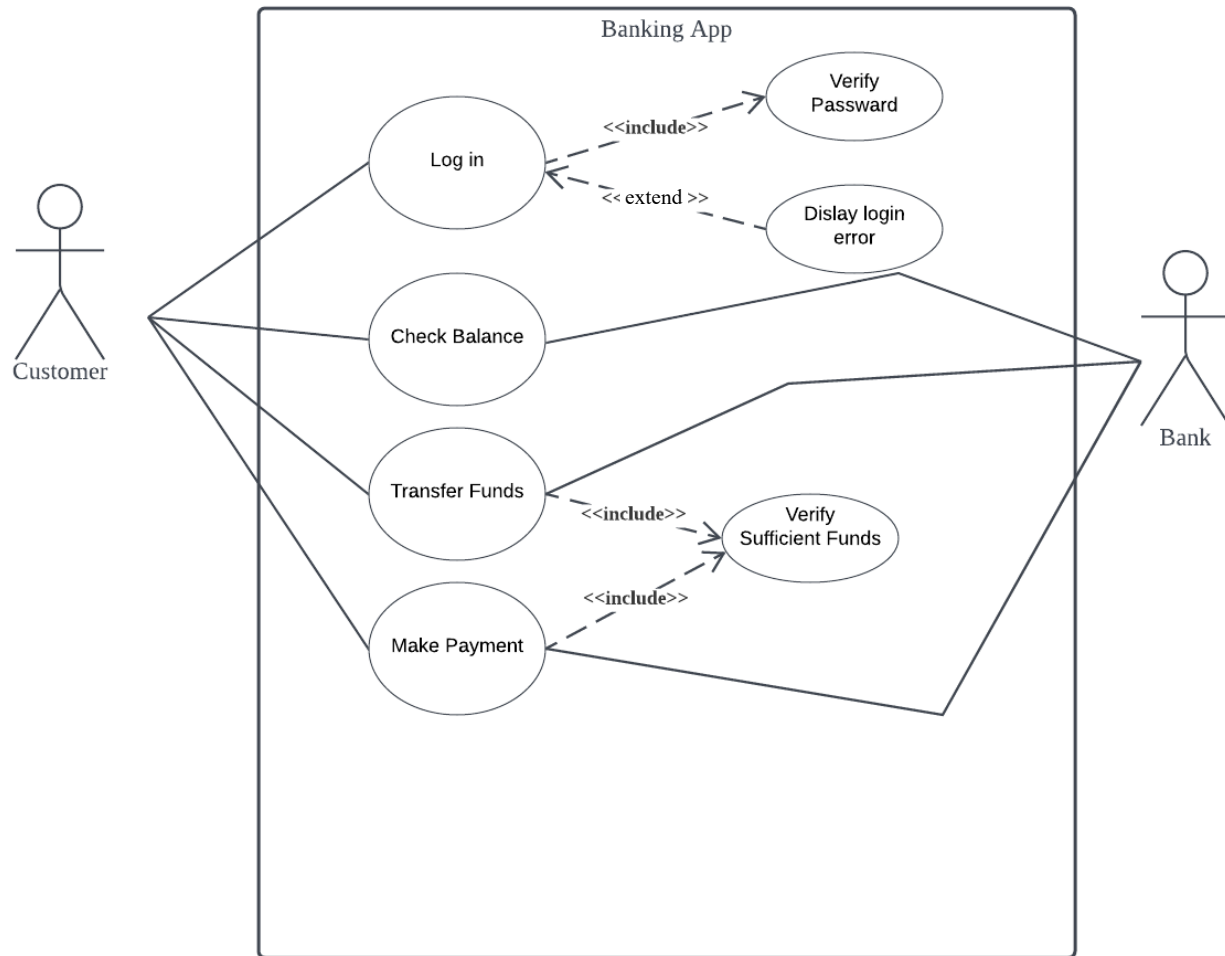 Banking App
Verify
Passward
<<include>>
Log in
<< extend >>
Dislay login
error
Customer
Check Balance
Bank
Transfer Funds
<<include>>
Verify
Sufficient Funds
<<include>>
Make Payment